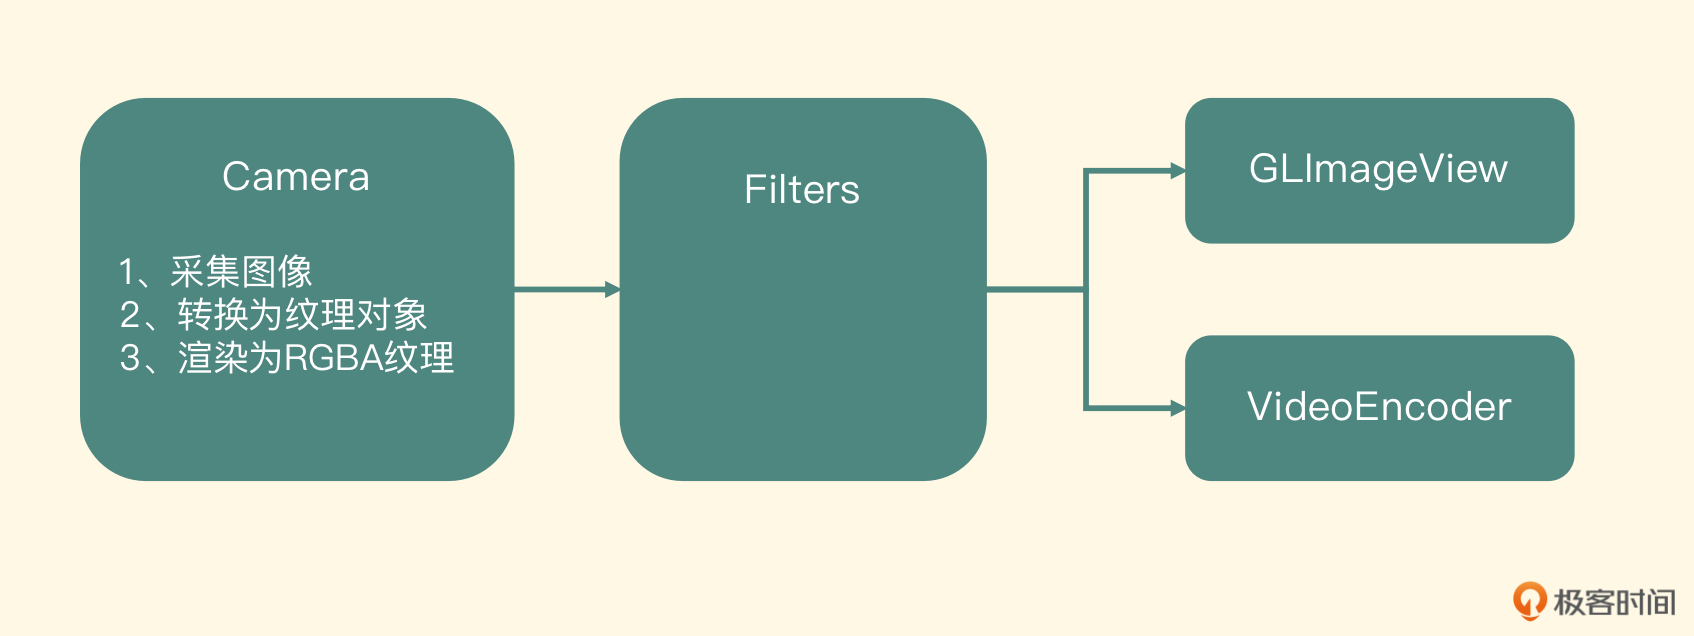 Camera
1、采集图像
2、转换为纹理对象
3、渲染为RGBA纹理
Filters
GLImageView
VideoEncoder
极客时间